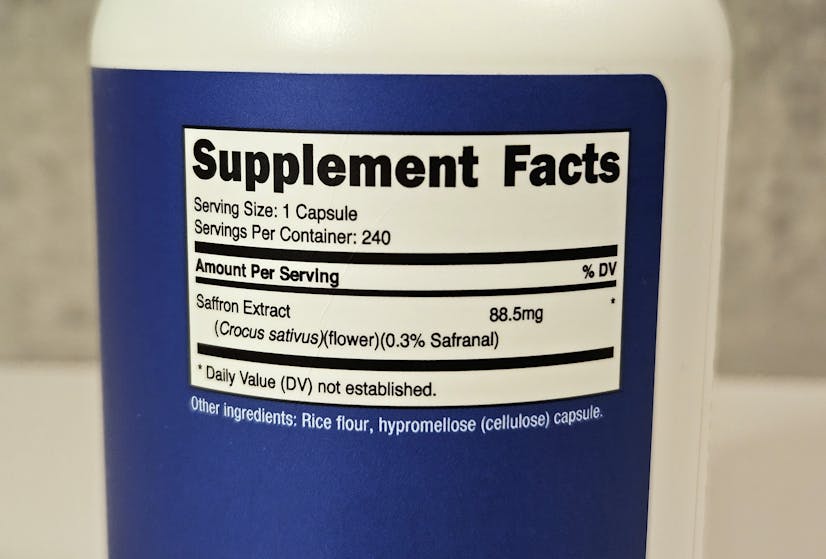 Supplement Facts
Serving Size: 1 Capsule
Servings Per Container: 240
Amount Per Serving % DV
Saffron Extract 88.5mg *
(Crocus sativus)(flower)(0.3% Safranal)
* Daily Value (DV) not established.
Other ingredients: Rice flour, hypromellose (cellulose) capsule.